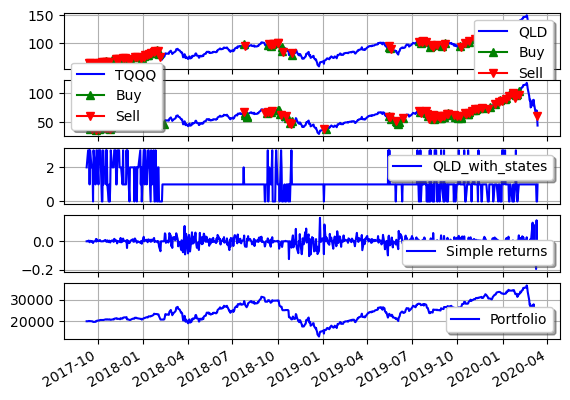 150
100
QLD
Buy
Sell
100
50
TQQQ
Buy
Sell
2
0
QLD_with_states
0.0
−0.2
Simple returns
30000
20000
Portfolio
2017-10
2018-01
2018-04
2018-07
2018-10
2019-01
2019-04
2019-07
2019-10
2020-01
2020-04